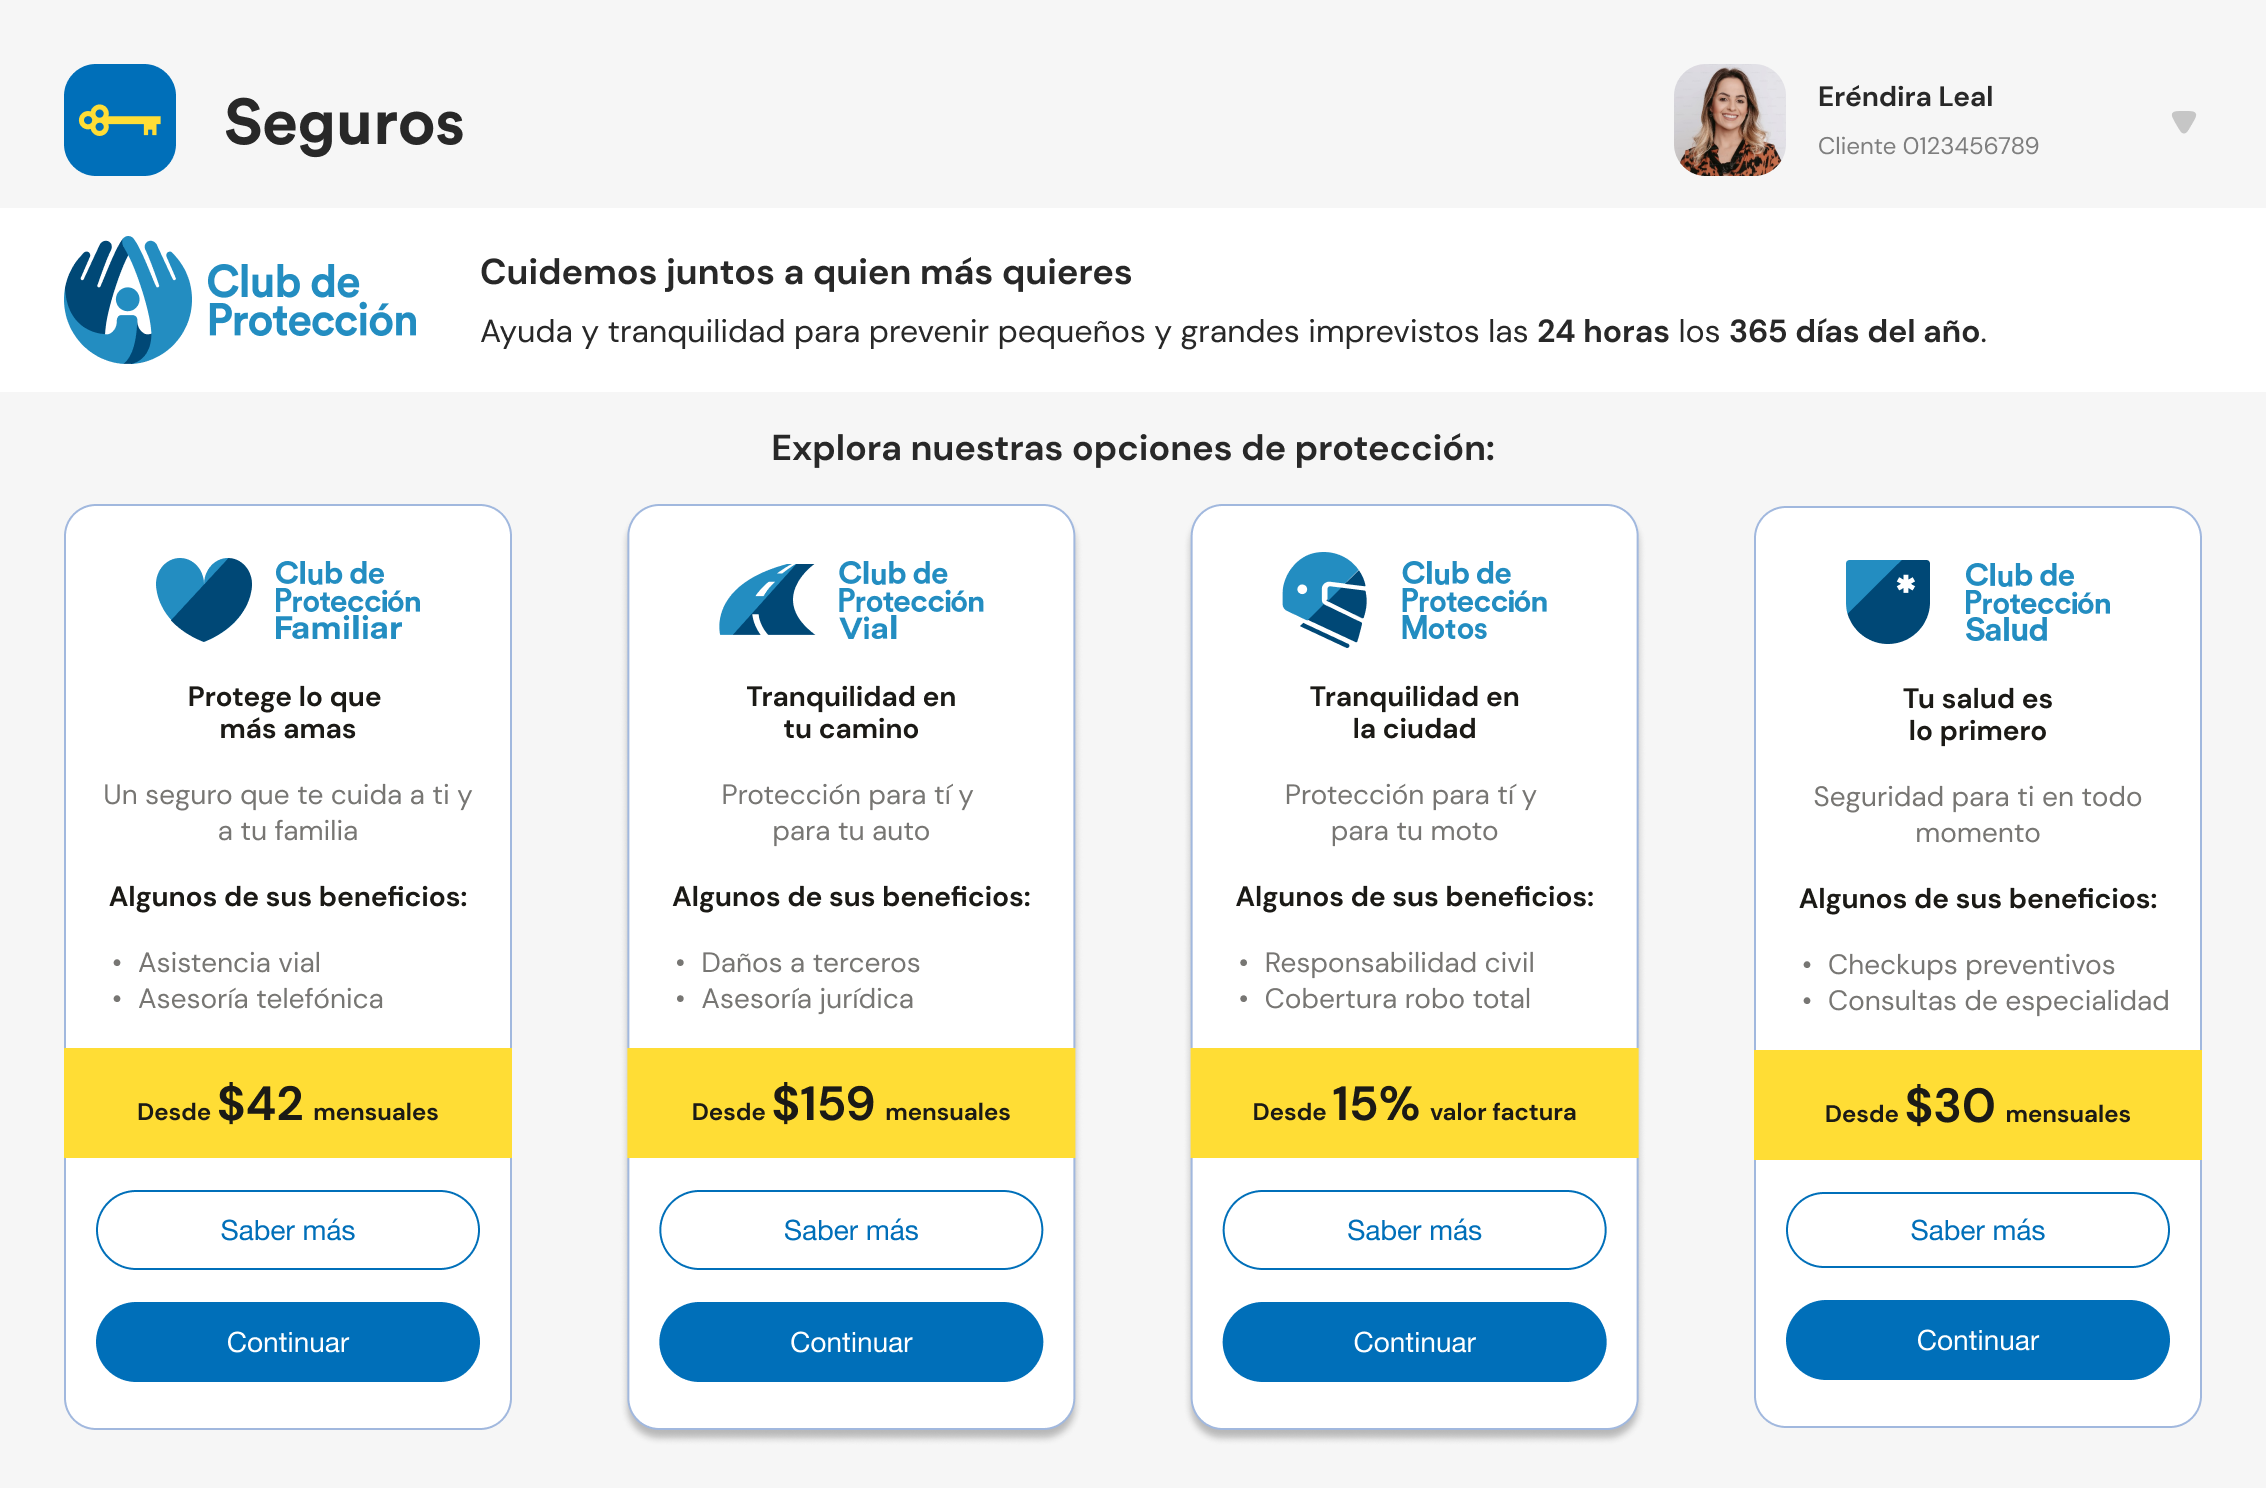 Seguros
Eréndira Leal
Cliente 0123456789
Club de
Protección
Cuidemos juntos a quien más quieres
Ayuda y tranquilidad para prevenir pequeños y grandes imprevistos las 24 horas los 365 días del año.
Explora nuestras opciones de protección:
Club de
Protección
Familiar
Protege lo que
más amas
Un seguro que te cuida a ti y
a tu familia
Algunos de sus beneficios:
• Asistencia vial
• Asesoría telefónica
Desde $42 mensuales
Saber más
Continuar
Club de
Protección
Vial
Tranquilidad en
tu camino
Protección para tí y
para tu auto
Algunos de sus beneficios:
• Daños a terceros
• Asesoría jurídica
Desde $159 mensuales
Saber más
Continuar
Club de
Protección
Motos
Tranquilidad en
la ciudad
Protección para tí y
para tu moto
Algunos de sus beneficios:
• Responsabilidad civil
• Cobertura robo total
Desde 15% valor factura
Saber más
Continuar
Club de
Protección
Salud
Tu salud es
lo primero
Seguridad para ti en todo
momento
Algunos de sus beneficios:
• Checkups preventivos
• Consultas de especialidad
Desde $30 mensuales
Saber más
Continuar